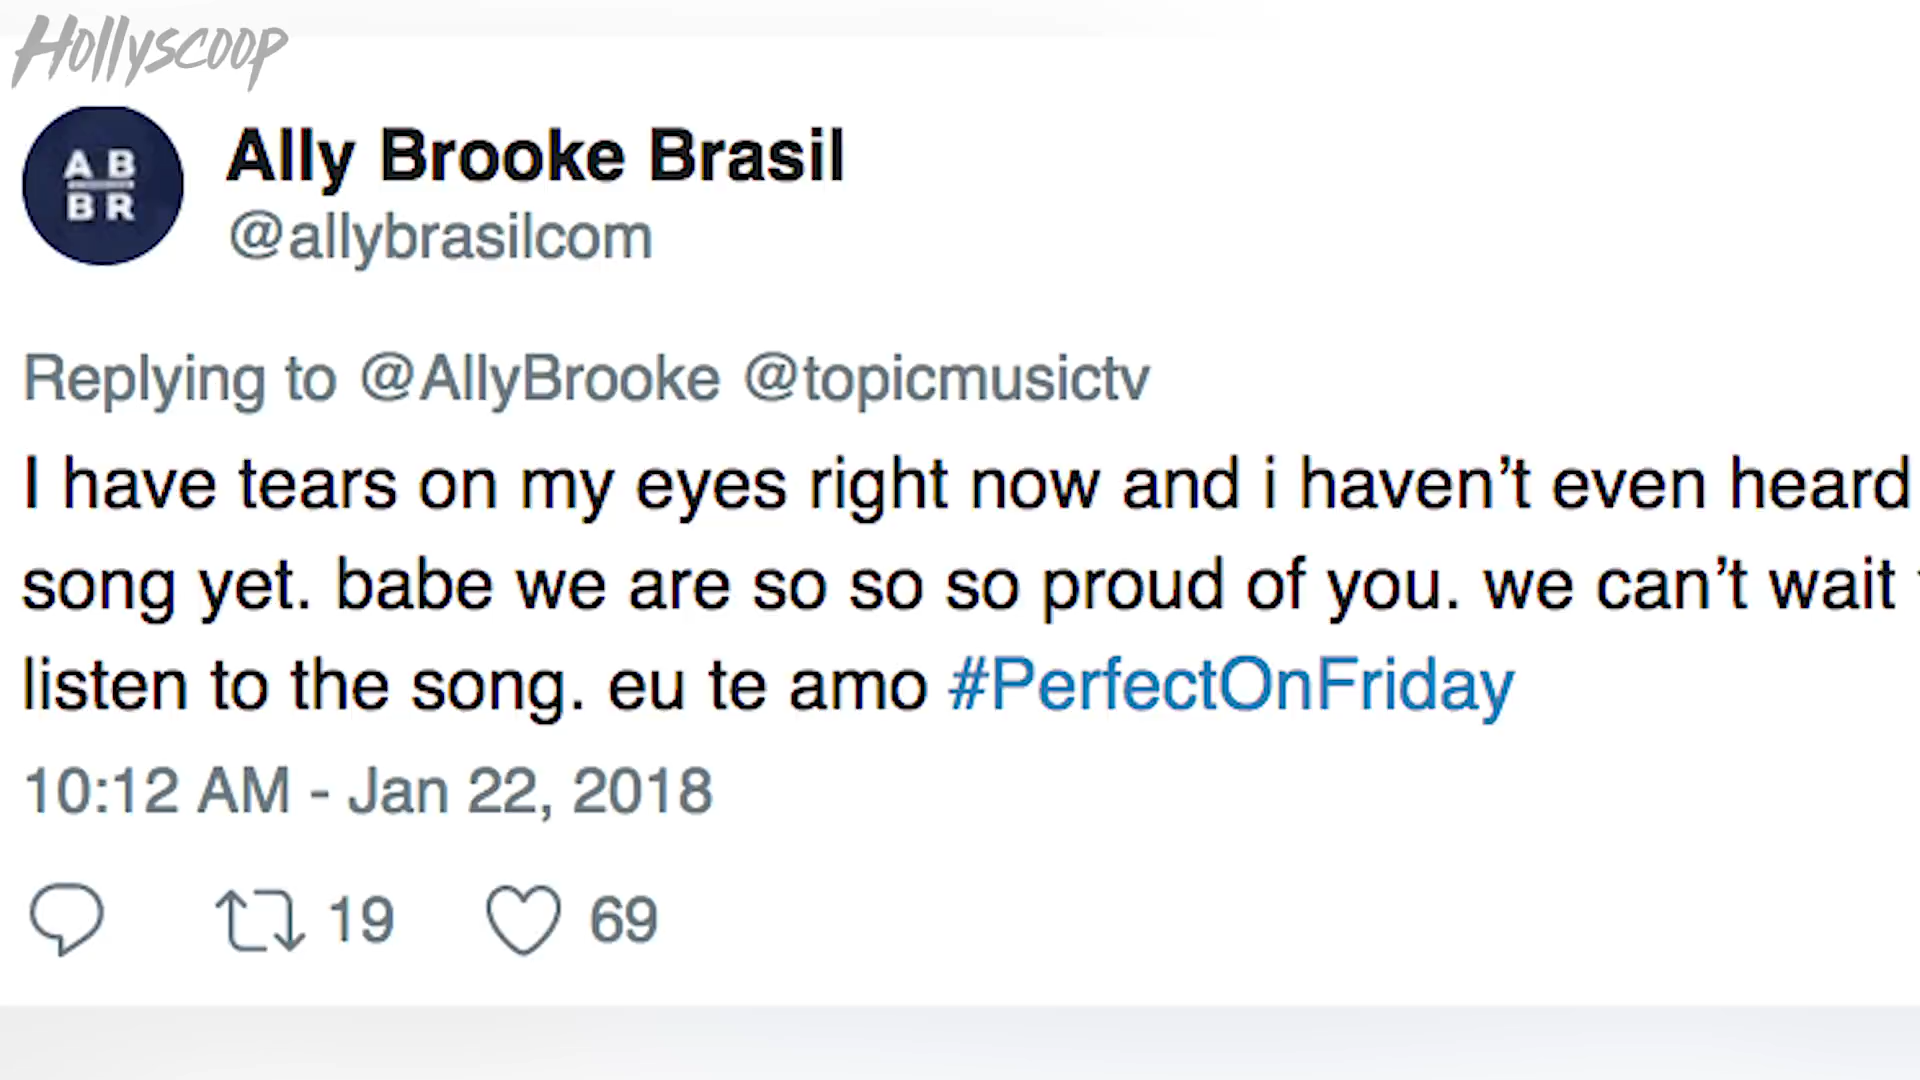 Hollyscoop
A B
B R
Ally Brooke Brasil
@allybrasilcom
Replying to @AllyBrooke @topicmusictv
I have tears on my eyes right now and i haven’t even heard
song yet. babe we are so so so proud of you. we can’t wait
listen to the song. eu te amo #PerfectOnFriday
10:12 AM - Jan 22, 2018
19 69